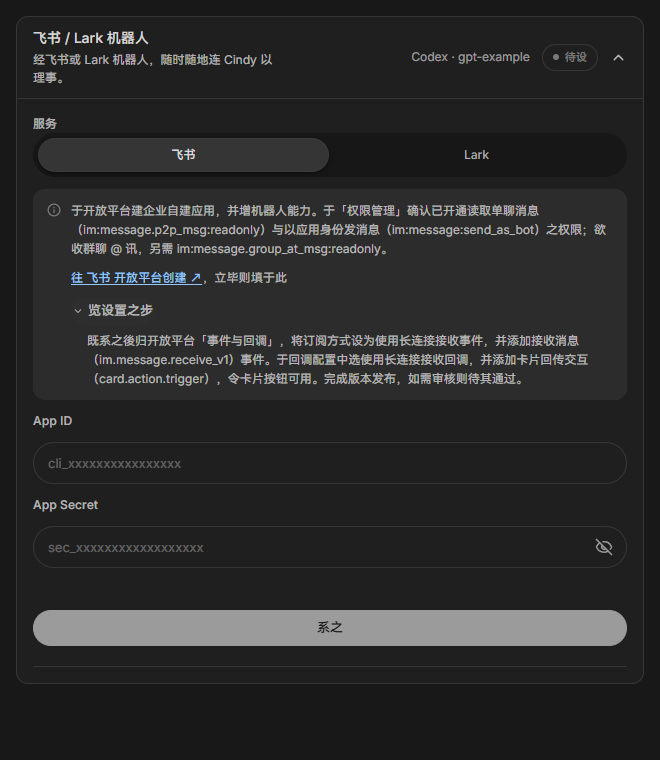 飞书 / Lark 机器人
经飞书或 Lark 机器人，随时随地连 Cindy 以
理事。
Codex · gpt-example
待设
服务
飞书
Lark
于开放平台建企业自建应用，并增机器人能力。于「权限管理」确认已开通读取单聊消息
（im:message.p2p_msg:readonly）与以应用身份发消息（im:message:send_as_bot）之权限；欲
收群聊 @ 讯，另需 im:message.group_at_msg:readonly。
往 飞书 开放平台创建 ↗，立毕则填于此
览设置之步
既系之後归开放平台「事件与回调」，将订阅方式设为使用长连接接收事件，并添加接收消息
（im.message.receive_v1）事件。于回调配置中选使用长连接接收回调，并添加卡片回传交互
（card.action.trigger），令卡片按钮可用。完成版本发布，如需审核则待其通过。
App ID
cli_xxxxxxxxxxxxxxxx
App Secret
sec_xxxxxxxxxxxxxxxxxx
系之